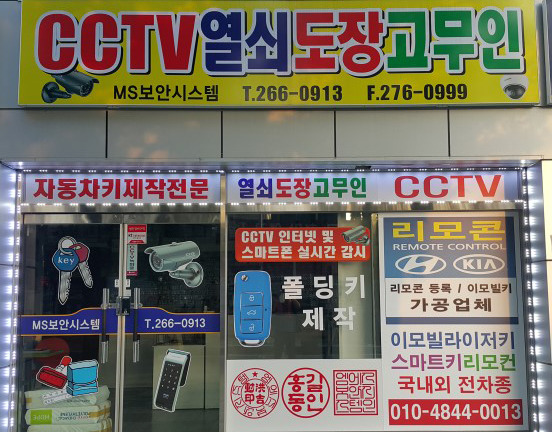 CCTV열쇠도장고무인
MS보안시스템 T.266-0913 F.276-0999
자동차키제작전문
열쇠도장고무인 CCTV
key
CCTV 인터넷 및
스마트폰 실시간 감시
폴딩키
제작
MS보안시스템 T.266-0913
홍길
동인
리모콘
REMOTE CONTROL
HYUNDAI KIA
리모콘 등록 / 이모빌키
가공업체
이모빌라이저키
스마트키리모컨
국내외 전차종
010-4844-0013